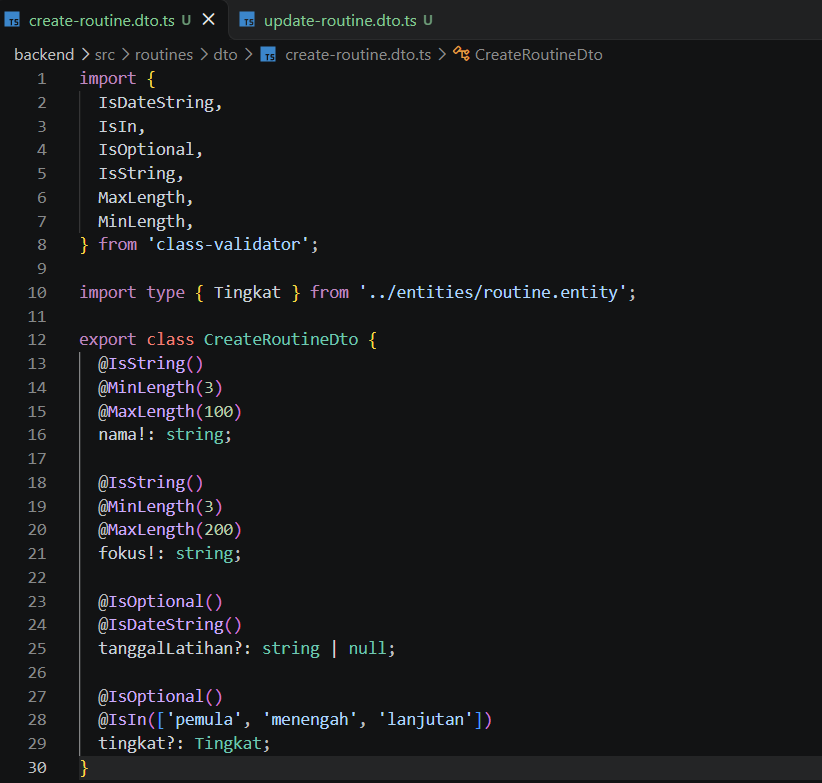 TS create-routine.dto.ts U × TS update-routine.dto.ts U
backend > src > routines > dto > TS create-routine.dto.ts > CreateRoutineDto
1 import {
2 IsDateString,
3 IsIn,
4 IsOptional,
5 IsString,
6 MaxLength,
7 MinLength,
8 } from 'class-validator';
9
10 import type { Tingkat } from '../entities/routine.entity';
11
12 export class CreateRoutineDto {
13 @IsString()
14 @MinLength(3)
15 @MaxLength(100)
16 nama!: string;
17
18 @IsString()
19 @MinLength(3)
20 @MaxLength(200)
21 fokus!: string;
22
23 @IsOptional()
24 @IsDateString()
25 tanggalLatihan?: string | null;
26
27 @IsOptional()
28 @IsIn(['pemula', 'menengah', 'lanjutan'])
29 tingkat?: Tingkat;
30 }